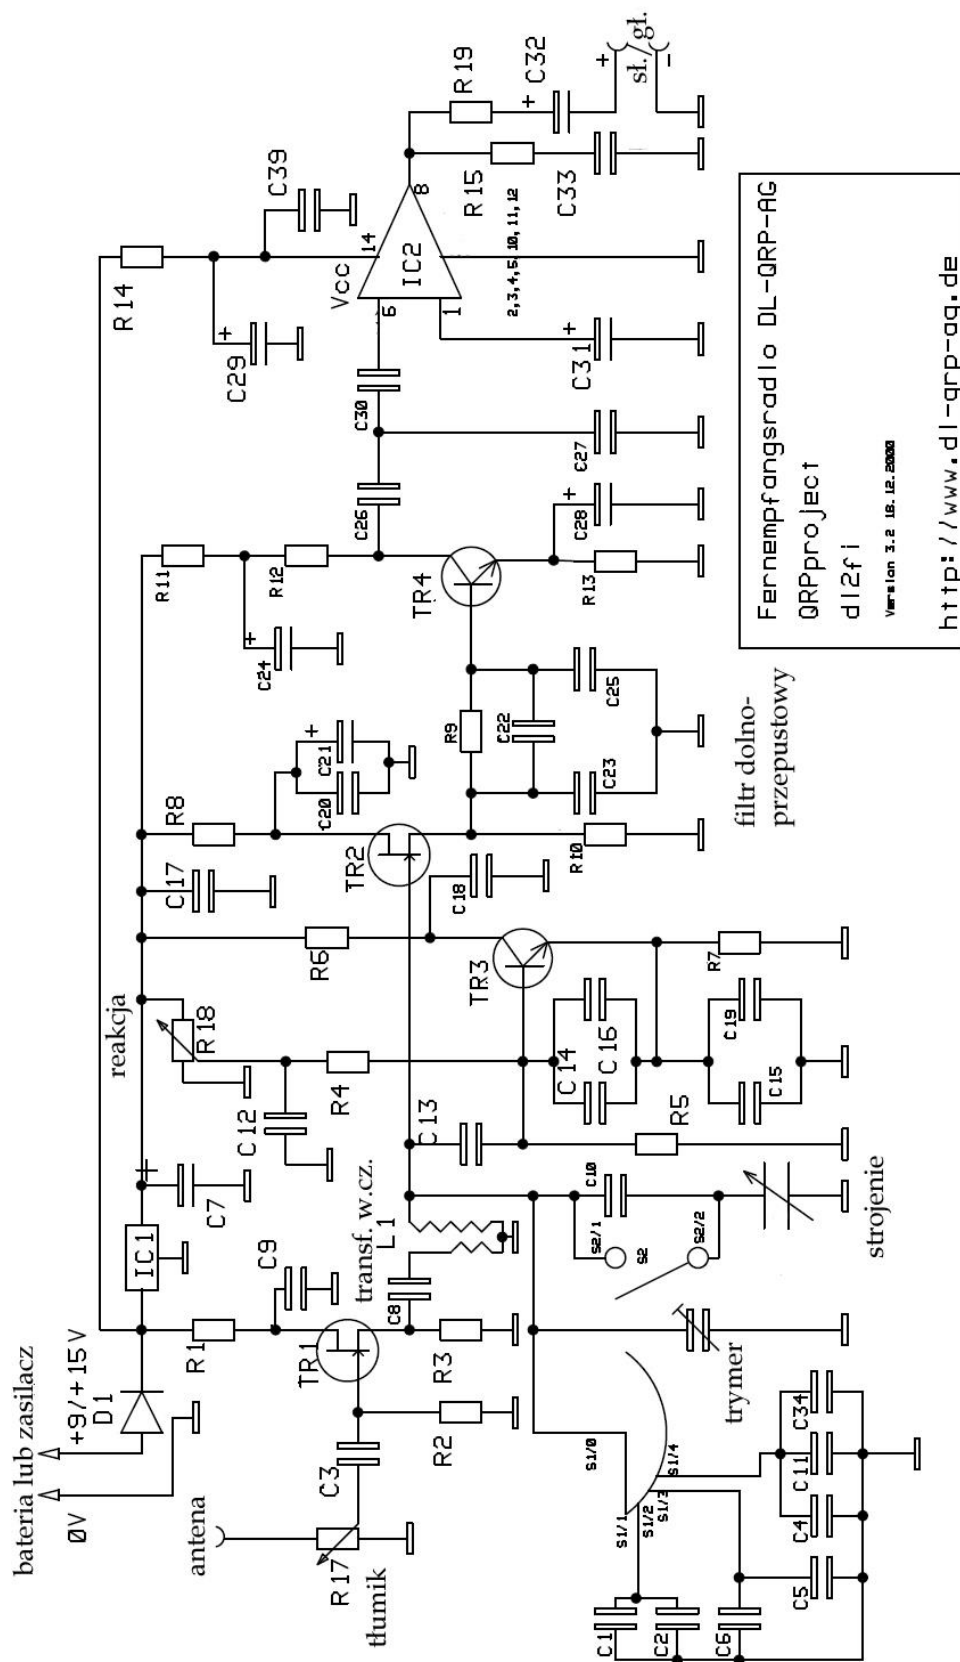 bateria lub zasilacz
0V
+9/+15V
D1
antena
R17
tłumik
C3
R2
TR1
R1
C9
R3
C8
transf. w.cz.
L1
IC1
C7
+
reakcja
R18
C12
R4
C13
R5
C14
C16
C15
C19
R7
TR3
R6
C17
C18
R8
TR2
C20
C21
+
R10
R9
C22
C23
C25
filtr dolno-
przepustowy
R11
R12
C24
+
TR4
R13
C28
+
C26
C27
C30
C31
+
R14
C29
+
C39
Vcc
14
IC2
6
1
8
2,3,4,5,10,11,12
R15
C33
R19
+
C32
+
sł./gł.
-
S1/0
S1/1
S1/2
S1/3
S1/4
C1
C2
C6
C5
C4
C11
C34
trymer
S2/1
S2
S2/2
C10
strojenie
Fernempfangsradio DL-QRP-AG
QRPproject
dl2fi
Version 3.2 18.12.2000
http://www.dl-qrp-ag.de